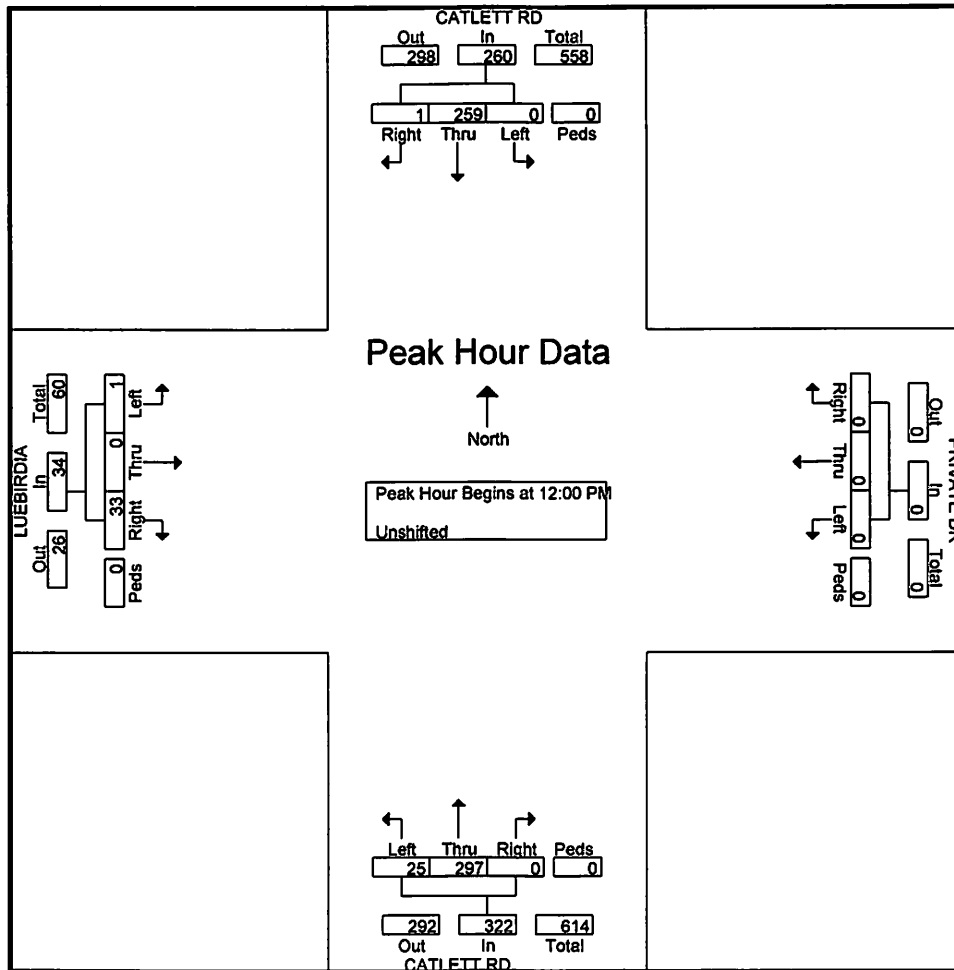 CATLETT RD
Out In Total
298 260 558
1 259 0 0
Right Thru Left Peds
Peak Hour Data
North
Peak Hour Begins at 12:00 PM
Unshifted
LUEBIRDIA
Out In Total
26 34 60
Right Thru Left
33 0 1
Peds
0
Right Thru Left Peds
0 0 0 0
Out In Total
0 0 0
PRIVATE DR
Left Thru Right Peds
25 297 0 0
292 322 614
Out In Total
CATLETT RD